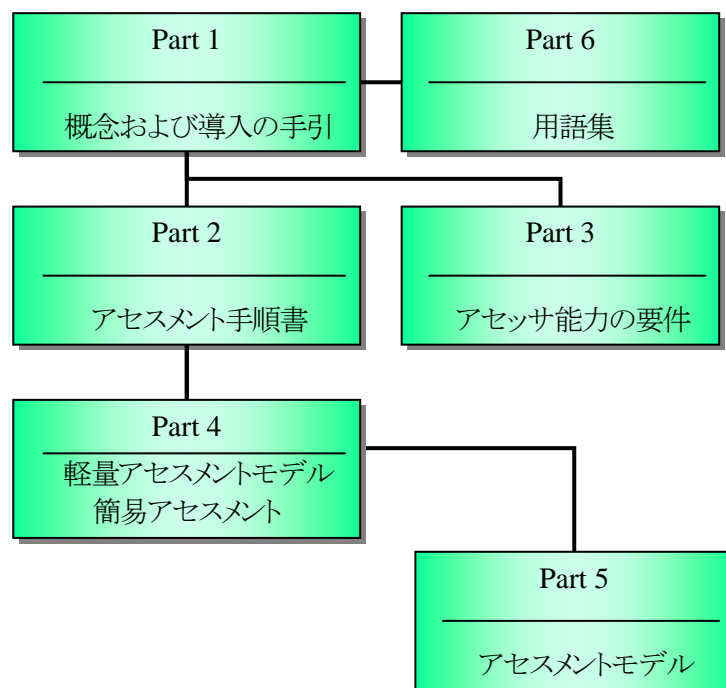 Part 1
概念および導入の手引
Part 6
用語集
Part 2
アセスメント手順書
Part 3
アセッサ能力の要件
Part 4
軽量アセスメントモデル
簡易アセスメント
Part 5
アセスメントモデル